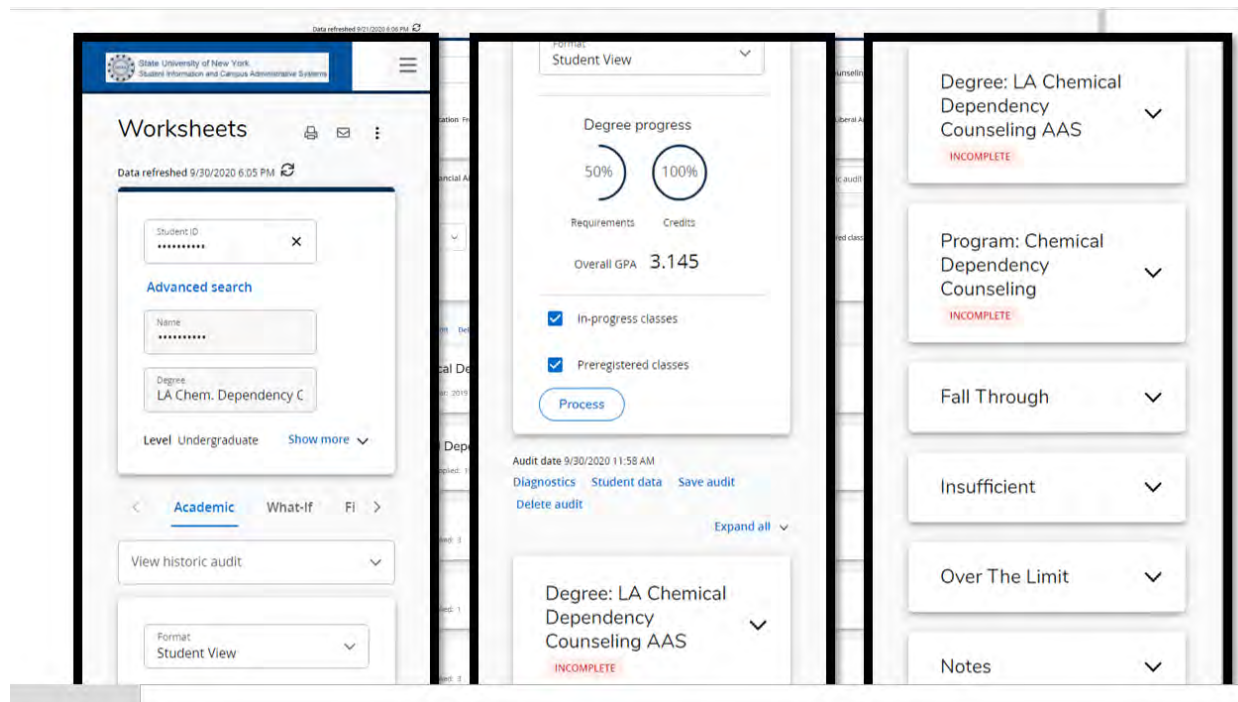 Data refreshed 9/21/2020 6:06 PM
State University of New York
Student Information and Campus Administrative Systems
Worksheets
Data refreshed 9/30/2020 6:05 PM
Student ID
••••••••••
Advanced search
Name
••••••••••
Degree
LA Chem. Dependency C
Level Undergraduate Show more
Academic What-If Fi
View historic audit
Format
Student View
Format
Student View
Degree progress
50% 100%
Requirements Credits
Overall GPA 3.145
In-progress classes
Preregistered classes
Process
Audit date 9/30/2020 11:58 AM
Diagnostics Student data Save audit
Delete audit
Expand all
Degree: LA Chemical
Dependency
Counseling AAS
INCOMPLETE
Degree: LA Chemical
Dependency
Counseling AAS
INCOMPLETE
Program: Chemical
Dependency
Counseling
INCOMPLETE
Fall Through
Insufficient
Over The Limit
Notes